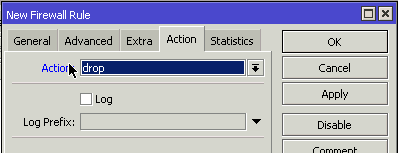 New Firewall Rule
General Advanced Extra Action Statistics
OK
Action: drop
Cancel
Log
Apply
Log Prefix:
Disable
Comment